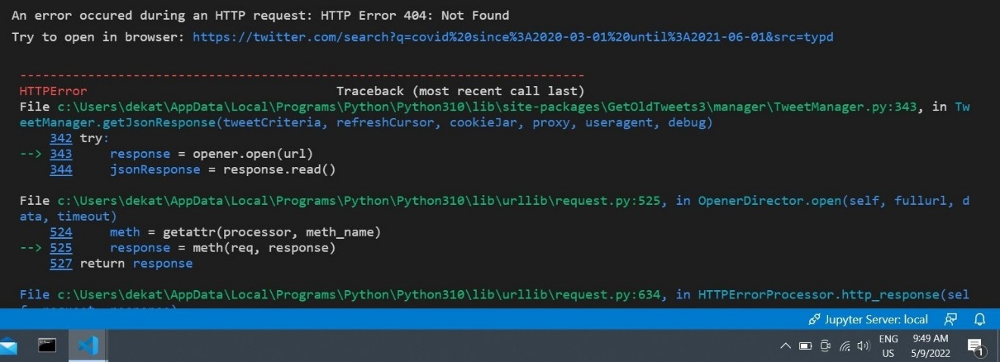 An error occured during an HTTP request: HTTP Error 404: Not Found
Try to open in browser: https://twitter.com/search?q=covid%20since%3A2020-03-01%20until%3A2021-06-01&src=typd
---------------------------------------------------------------------------
HTTPError                                 Traceback (most recent call last)
File c:\Users\dekat\AppData\Local\Programs\Python\Python310\lib\site-packages\GetOldTweets3\manager\TweetManager.py:343, in Tw
eetManager.getJsonResponse(tweetCriteria, refreshCursor, cookieJar, proxy, useragent, debug)
    342 try:
--> 343     response = opener.open(url)
    344     jsonResponse = response.read()
File c:\Users\dekat\AppData\Local\Programs\Python\Python310\lib\urllib\request.py:525, in OpenerDirector.open(self, fullurl, d
ata, timeout)
    524     meth = getattr(processor, meth_name)
--> 525     response = meth(req, response)
    527 return response
File c:\Users\dekat\AppData\Local\Programs\Python\Python310\lib\urllib\request.py:634, in HTTPErrorProcessor.http_response(sel
Jupyter Server: local
ENG 9:49 AM
US 5/9/2022
1